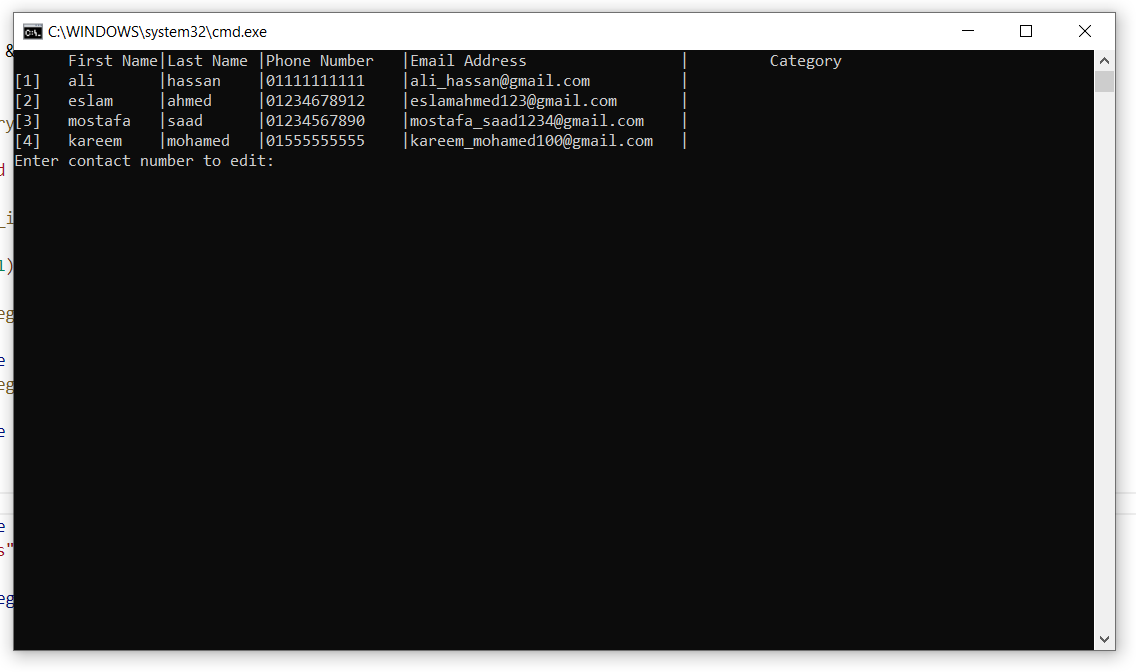 C:\WINDOWS\system32\cmd.exe
First Name|Last Name |Phone Number |Email Address | Category
[1] ali |hassan |01111111111 |ali_hassan@gmail.com |
[2] eslam |ahmed |01234678912 |eslamahmed123@gmail.com |
[3] mostafa |saad |01234567890 |mostafa_saad1234@gmail.com |
[4] kareem |mohamed |01555555555 |kareem_mohamed100@gmail.com |
Enter contact number to edit: